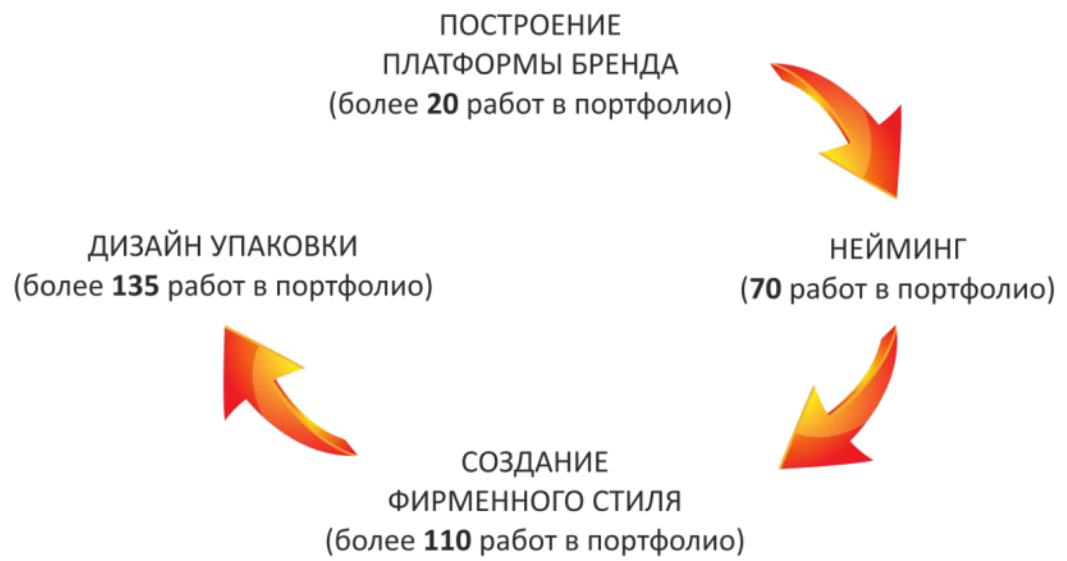 ПОСТРОЕНИЕ
ПЛАТФОРМЫ БРЕНДА
(более 20 работ в портфолио)
НЕЙМИНГ
(70 работ в портфолио)
СОЗДАНИЕ
ФИРМЕННОГО СТИЛЯ
(более 110 работ в портфолио)
ДИЗАЙН УПАКОВКИ
(более 135 работ в портфолио)